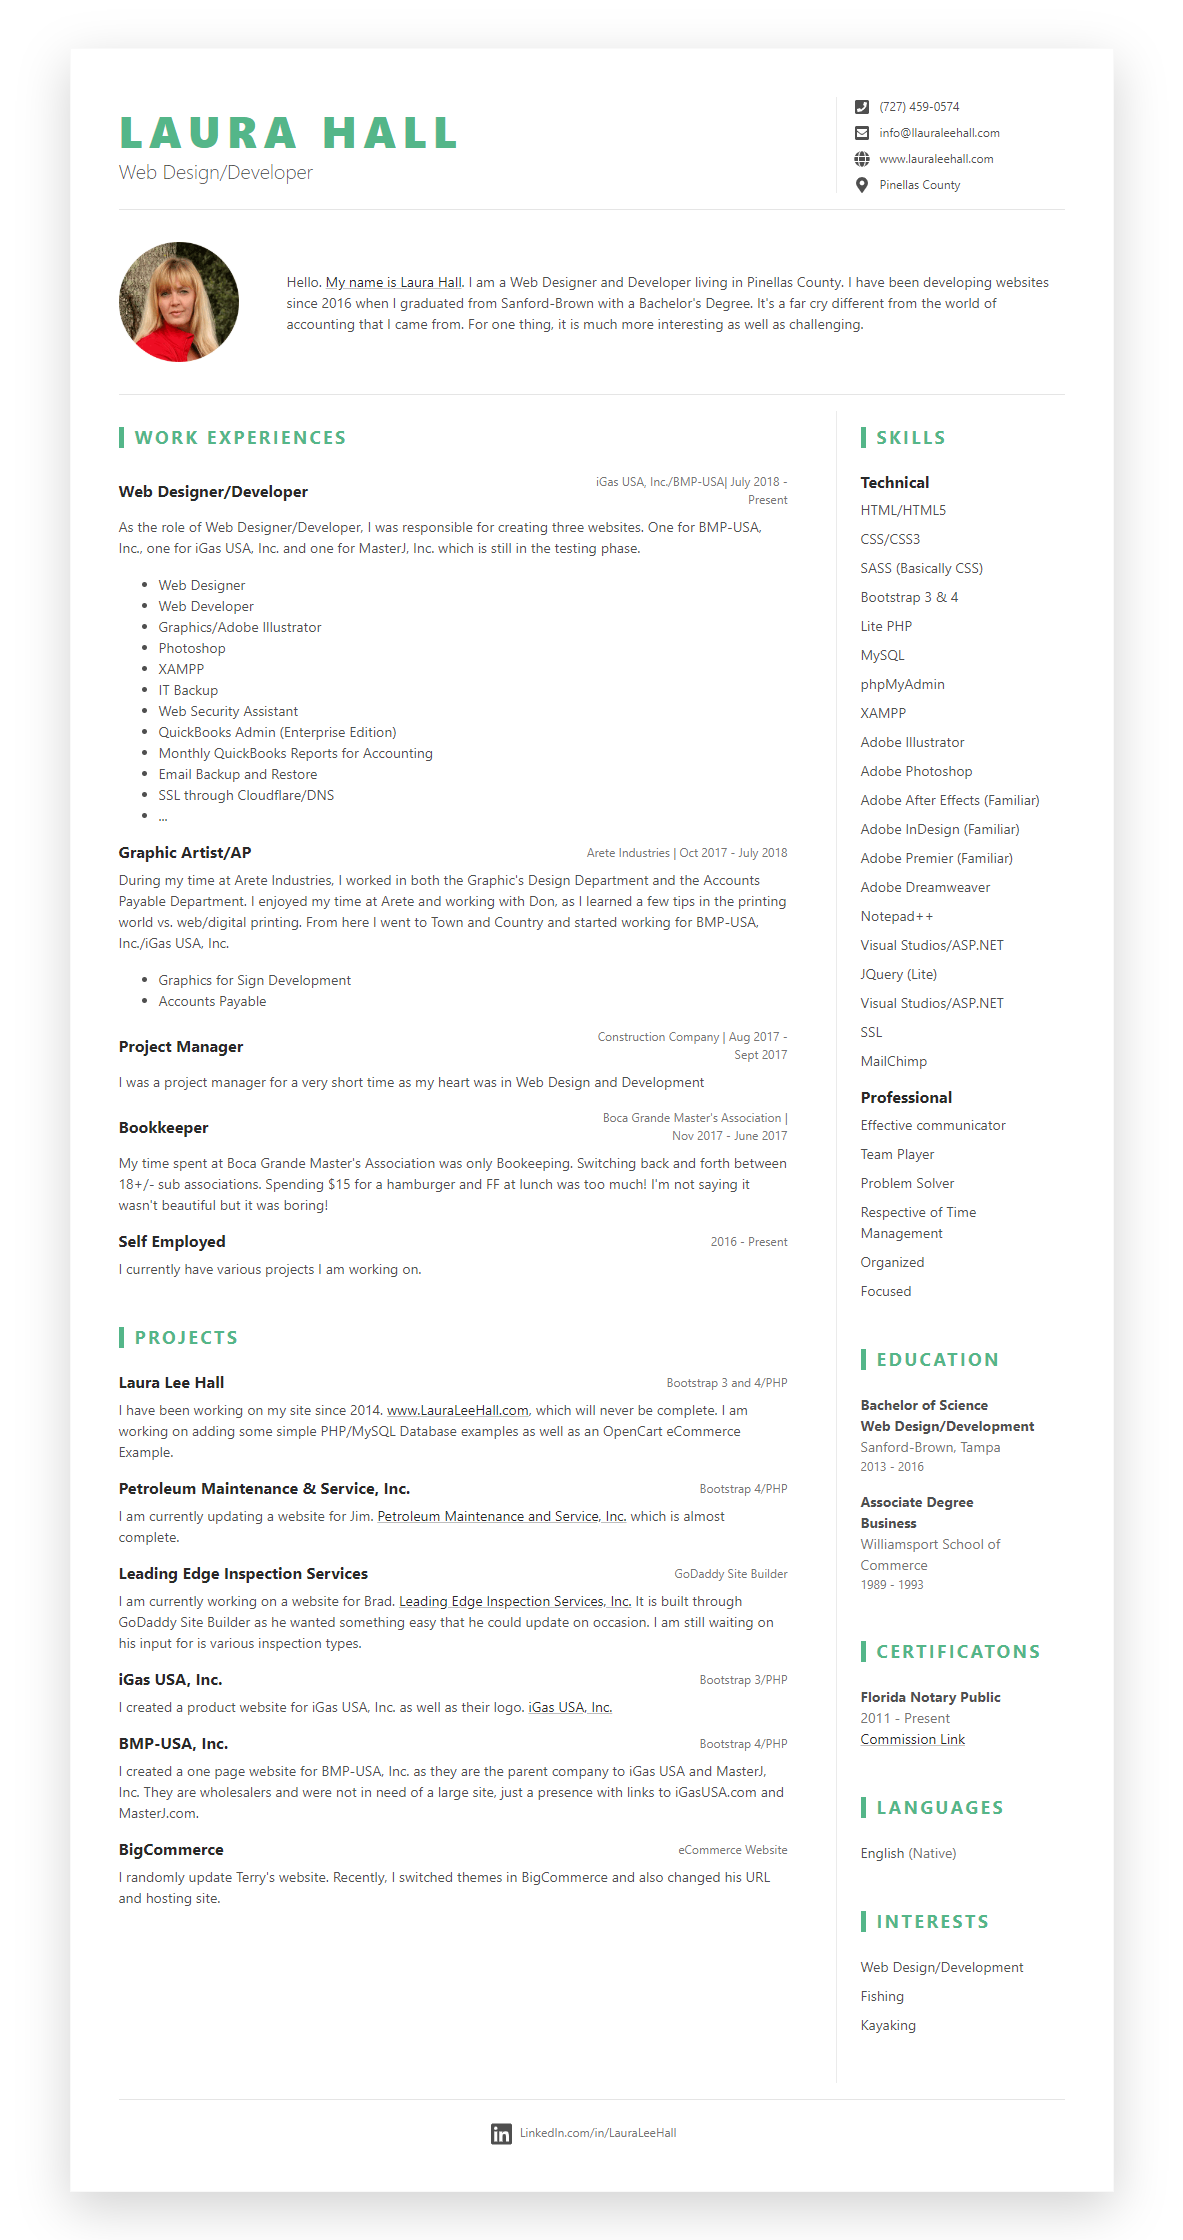 LAURA HALL
Web Design/Developer
(727) 459-0574
info@llauraleehall.com
www.lauraleehall.com
Pinellas County
Hello. My name is Laura Hall. I am a Web Designer and Developer living in Pinellas County. I have been developing websites
since 2016 when I graduated from Sanford-Brown with a Bachelor's Degree. It's a far cry different from the world of
accounting that I came from. For one thing, it is much more interesting as well as challenging.
WORK EXPERIENCES
Web Designer/Developer
iGas USA, Inc./BMP-USA| July 2018 -
Present
As the role of Web Designer/Developer, I was responsible for creating three websites. One for BMP-USA,
Inc., one for iGas USA, Inc. and one for MasterJ, Inc. which is still in the testing phase.
• Web Designer
• Web Developer
• Graphics/Adobe Illustrator
• Photoshop
• XAMPP
• IT Backup
• Web Security Assistant
• QuickBooks Admin (Enterprise Edition)
• Monthly QuickBooks Reports for Accounting
• Email Backup and Restore
• SSL through Cloudflare/DNS
• ...
Graphic Artist/AP
Arete Industries | Oct 2017 - July 2018
During my time at Arete Industries, I worked in both the Graphic's Design Department and the Accounts
Payable Department. I enjoyed my time at Arete and working with Don, as I learned a few tips in the printing
world vs. web/digital printing. From here I went to Town and Country and started working for BMP-USA,
Inc./iGas USA, Inc.
• Graphics for Sign Development
• Accounts Payable
Project Manager
Construction Company | Aug 2017 -
Sept 2017
I was a project manager for a very short time as my heart was in Web Design and Development
Bookkeeper
Boca Grande Master's Association |
Nov 2017 - June 2017
My time spent at Boca Grande Master's Association was only Bookeeping. Switching back and forth between
18+/- sub associations. Spending $15 for a hamburger and FF at lunch was too much! I'm not saying it
wasn't beautiful but it was boring!
Self Employed
2016 - Present
I currently have various projects I am working on.
PROJECTS
Laura Lee Hall
Bootstrap 3 and 4/PHP
I have been working on my site since 2014. www.LauraLeeHall.com, which will never be complete. I am
working on adding some simple PHP/MySQL Database examples as well as an OpenCart eCommerce
Example.
Petroleum Maintenance & Service, Inc.
Bootstrap 4/PHP
I am currently updating a website for Jim. Petroleum Maintenance and Service, Inc. which is almost
complete.
Leading Edge Inspection Services
GoDaddy Site Builder
I am currently working on a website for Brad. Leading Edge Inspection Services, Inc. It is built through
GoDaddy Site Builder as he wanted something easy that he could update on occasion. I am still waiting on
his input for is various inspection types.
iGas USA, Inc.
Bootstrap 3/PHP
I created a product website for iGas USA, Inc. as well as their logo. iGas USA, Inc.
BMP-USA, Inc.
Bootstrap 4/PHP
I created a one page website for BMP-USA, Inc. as they are the parent company to iGas USA and MasterJ,
Inc. They are wholesalers and were not in need of a large site, just a presence with links to iGasUSA.com and
MasterJ.com.
BigCommerce
eCommerce Website
I randomly update Terry's website. Recently, I switched themes in BigCommerce and also changed his URL
and hosting site.
SKILLS
Technical
HTML/HTML5
CSS/CSS3
SASS (Basically CSS)
Bootstrap 3 & 4
Lite PHP
MySQL
phpMyAdmin
XAMPP
Adobe Illustrator
Adobe Photoshop
Adobe After Effects (Familiar)
Adobe InDesign (Familiar)
Adobe Premier (Familiar)
Adobe Dreamweaver
Notepad++
Visual Studios/ASP.NET
JQuery (Lite)
Visual Studios/ASP.NET
SSL
MailChimp
Professional
Effective communicator
Team Player
Problem Solver
Respective of Time
Management
Organized
Focused
EDUCATION
Bachelor of Science
Web Design/Development
Sanford-Brown, Tampa
2013 - 2016
Associate Degree
Business
Williamsport School of
Commerce
1989 - 1993
CERTIFICATONS
Florida Notary Public
2011 - Present
Commission Link
LANGUAGES
English (Native)
INTERESTS
Web Design/Development
Fishing
Kayaking
LinkedIn.com/in/LauraLeeHall